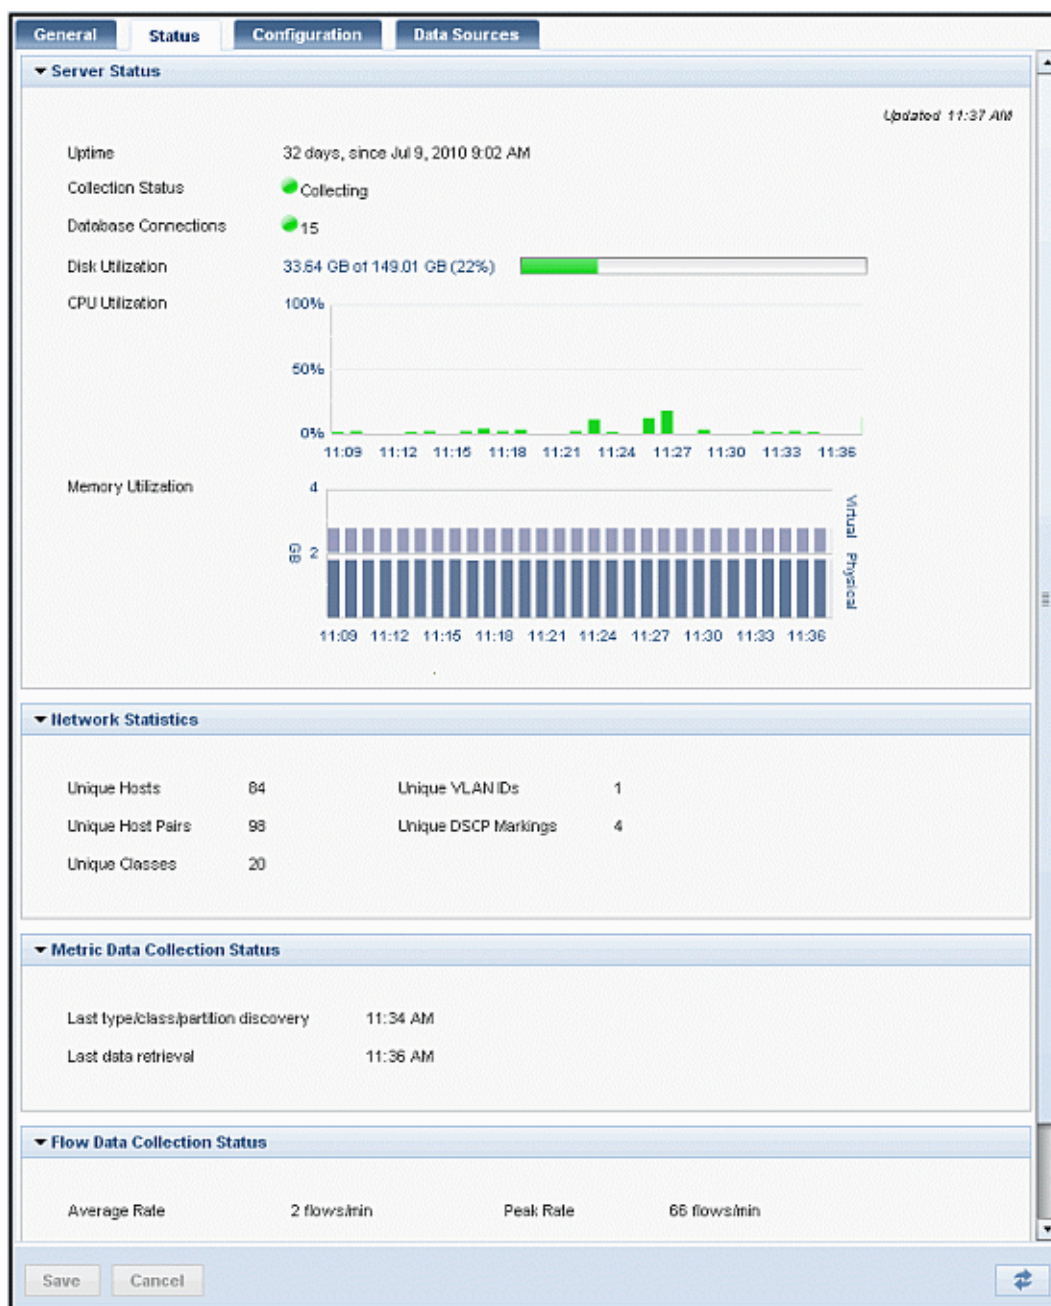 General Status Configuration Data Sources
Server Status
Updated 11:37 AM
Uptime 32 days, since Jul 9, 2010 9:02 AM
Collection Status Collecting
Database Connections 15
Disk Utilization 33.64 GB of 149.01 GB (22%)
CPU Utilization 100%
50%
0%
11:09 11:12 11:15 11:18 11:21 11:24 11:27 11:30 11:33 11:36
Memory Utilization 4
GB 2
Virtual Physical
11:09 11:12 11:15 11:18 11:21 11:24 11:27 11:30 11:33 11:36
Network Statistics
Unique Hosts 84 Unique VLAN IDs 1
Unique Host Pairs 98 Unique DSCP Markings 4
Unique Classes 20
Metric Data Collection Status
Last type/class/partition discovery 11:34 AM
Last data retrieval 11:36 AM
Flow Data Collection Status
Average Rate 2 flows/min Peak Rate 66 flows/min
Save Cancel